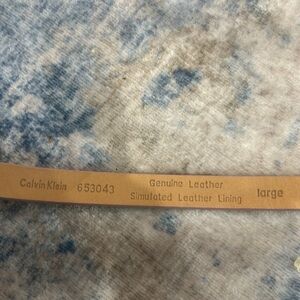 Calvin Klein 653043 Genuine Leather large
Simulated Leather Lining